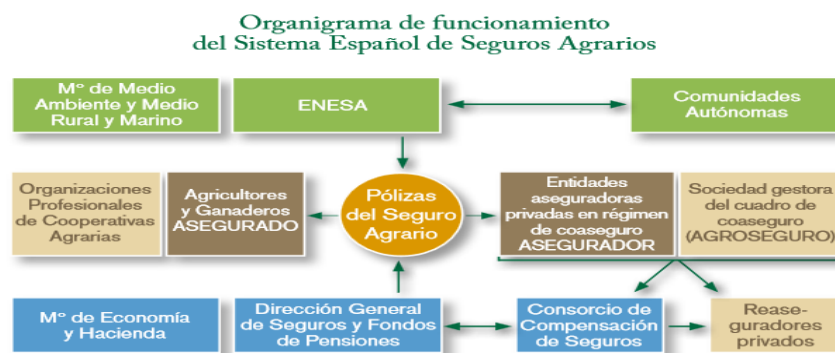 Organigrama de funcionamiento
del Sistema Español de Seguros Agrarios
Mº de Medio
Ambiente y Medio
Rural y Marino
ENESA
Comunidades
Autónomas
Organizaciones
Profesionales
de Cooperativas
Agrarias
Agricultores
y Ganaderos
ASEGURADO
Pólizas
del Seguro
Agrario
Entidades
aseguradoras
privadas en régimen
de coaseguro
ASEGURADOR
Sociedad gestora
del cuadro de
coaseguro
(AGROSEGURO)
Mº de Economía
y Hacienda
Dirección General
de Seguros y Fondos
de Pensiones
Consorcio de
Compensación
de Seguros
Rease-
guradores
privados